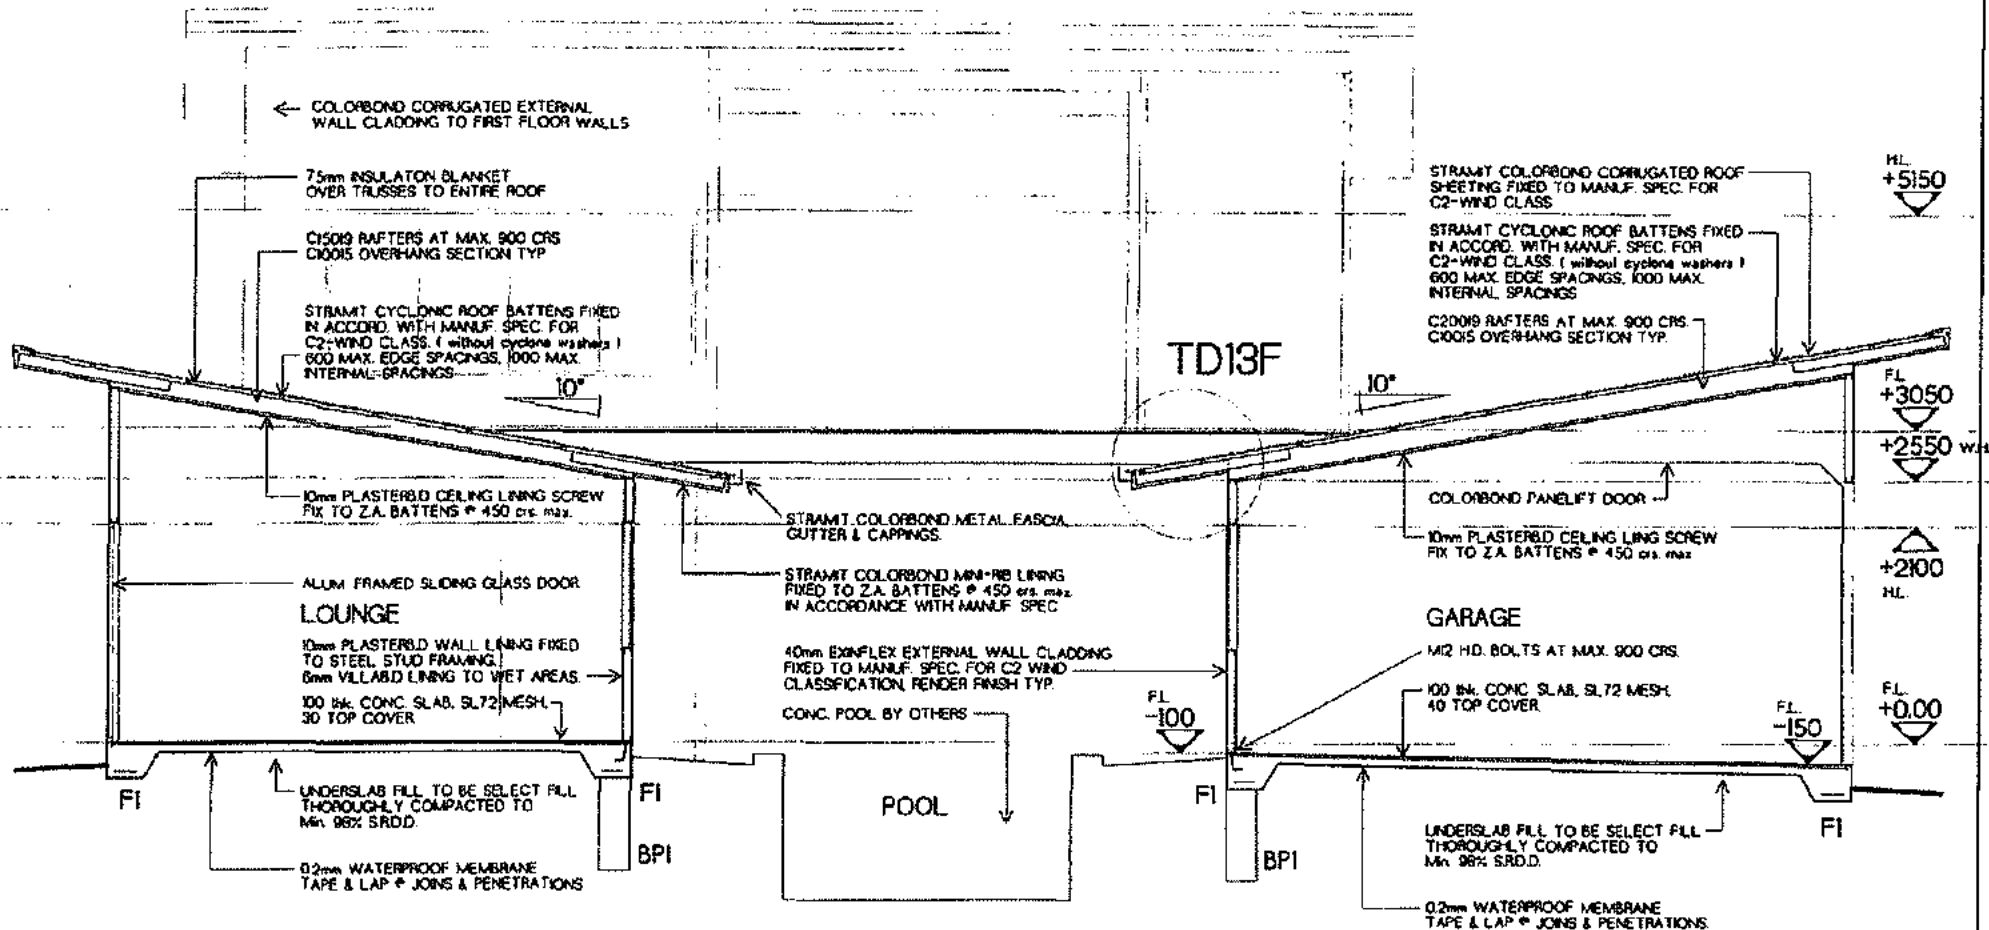 COLORBOND CORRUGATED EXTERNAL
WALL CLADDING TO FIRST FLOOR WALLS
75mm INSULATON BLANKET
OVER TRUSSES TO ENTIRE ROOF
C15019 RAFTERS AT MAX. 900 CRS
C10015 OVERHANG SECTION TYP
STRAMIT CYCLONIC ROOF BATTENS FIXED
IN ACCORD. WITH MANUF. SPEC. FOR
C2-WIND CLASS. ( without cyclone washers )
600 MAX. EDGE SPACINGS, 1000 MAX.
INTERNAL SPACINGS
10°
10mm PLASTERB.D CEILING LINING SCREW
FIX TO Z.A. BATTENS @ 450 crs. max.
ALUM FRAMED SLIDING GLASS DOOR
LOUNGE
10mm PLASTERB.D WALL LINING FIXED
TO STEEL STUD FRAMING.
6mm VILLAB.D LINING TO WET AREAS.
100 thk. CONC. SLAB, SL72 MESH,
30 TOP COVER
F1
F1
UNDERSLAB FILL TO BE SELECT FILL
THOROUGHLY COMPACTED TO
Min. 98% S.R.D.D.
BP1
0.2mm WATERPROOF MEMBRANE
TAPE & LAP @ JOINS & PENETRATIONS
STRAMIT COLORBOND METAL FASCIA,
GUTTER & CAPPINGS.
STRAMIT COLORBOND MINI-RIB LINING
FIXED TO Z.A. BATTENS @ 450 crs. max.
IN ACCORDANCE WITH MANUF. SPEC
40mm EXINFLEX EXTERNAL WALL CLADDING
FIXED TO MANUF. SPEC. FOR C2 WIND
CLASSIFICATION, RENDER FINISH TYP.
CONC. POOL BY OTHERS
POOL
TD13F
10°
F.L.
-100
F1
BP1
STRAMIT COLORBOND CORRUGATED ROOF
SHEETING FIXED TO MANUF. SPEC. FOR
C2-WIND CLASS
STRAMIT CYCLONIC ROOF BATTENS FIXED
IN ACCORD. WITH MANUF. SPEC. FOR
C2-WIND CLASS. ( without cyclone washers )
600 MAX. EDGE SPACINGS, 1000 MAX.
INTERNAL SPACINGS
C20019 RAFTERS AT MAX. 900 CRS.
C10015 OVERHANG SECTION TYP.
COLORBOND PANELIFT DOOR
10mm PLASTERB.D CEILING LING SCREW
FIX TO Z.A. BATTENS @ 450 crs. max
GARAGE
M12 H.D. BOLTS AT MAX. 900 CRS.
100 thk. CONC. SLAB, SL72 MESH,
40 TOP COVER
F.L.
-150
UNDERSLAB FILL TO BE SELECT FILL
THOROUGHLY COMPACTED TO
Min. 98% S.R.D.D.
F1
0.2mm WATERPROOF MEMBRANE
TAPE & LAP @ JOINS & PENETRATIONS.
H.L.
+5150
F.L.
+3050
+2550 W.H.
+2100
H.L.
F.L.
+0.00